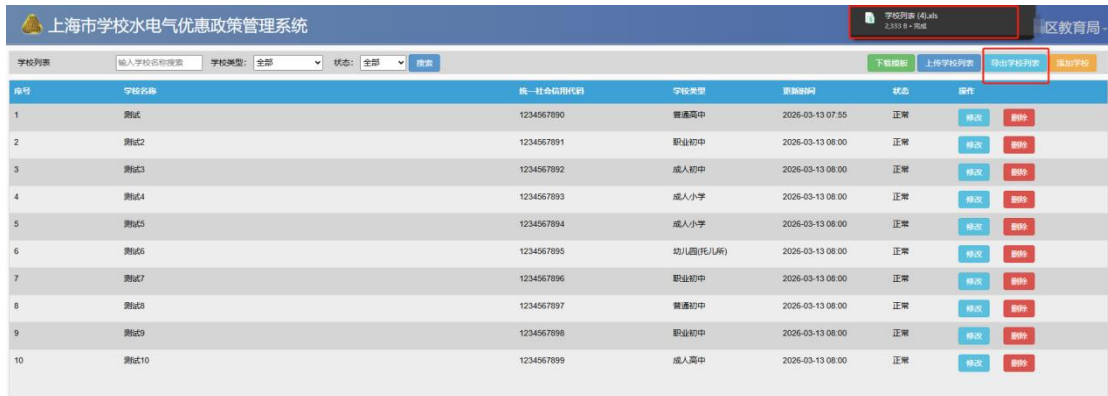 上海市学校水电气优惠政策管理系统
学校列表 (4).xls
2,333 B • 完成
区教育局
学校列表 输入学校名称搜索 学校类型: 全部 状态: 全部 搜索 下载模板 上传学校列表 导出学校列表 添加学校
序号 学校名称 统一社会信用代码 学校类型 更新时间 状态 操作
1 测试 1234567890 普通高中 2026-03-13 07:55 正常 修改 删除
2 测试2 1234567891 职业初中 2026-03-13 08:00 正常 修改 删除
3 测试3 1234567892 成人初中 2026-03-13 08:00 正常 修改 删除
4 测试4 1234567893 成人小学 2026-03-13 08:00 正常 修改 删除
5 测试5 1234567894 成人小学 2026-03-13 08:00 正常 修改 删除
6 测试6 1234567895 幼儿园(托儿所) 2026-03-13 08:00 正常 修改 删除
7 测试7 1234567896 职业初中 2026-03-13 08:00 正常 修改 删除
8 测试8 1234567897 普通初中 2026-03-13 08:00 正常 修改 删除
9 测试9 1234567898 职业初中 2026-03-13 08:00 正常 修改 删除
10 测试10 1234567899 成人高中 2026-03-13 08:00 正常 修改 删除